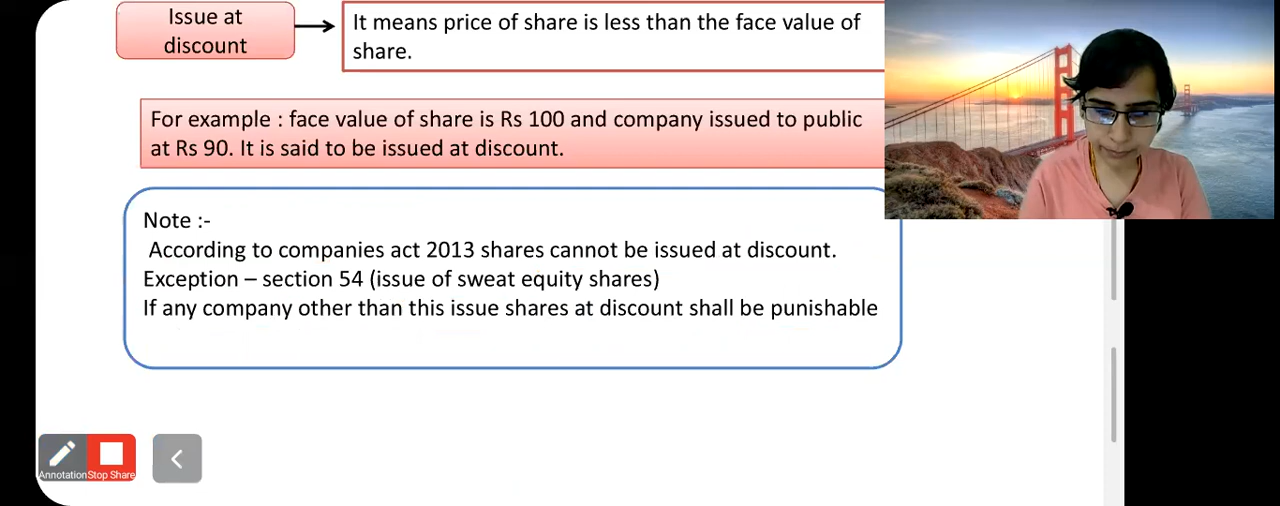 Issue at
discount
It means price of share is less than the face value of
share.
For example : face value of share is Rs 100 and company issued to public
at Rs 90. It is said to be issued at discount.
Note :-
According to companies act 2013 shares cannot be issued at discount.
Exception – section 54 (issue of sweat equity shares)
If any company other than this issue shares at discount shall be punishable
Annotation
Stop Share